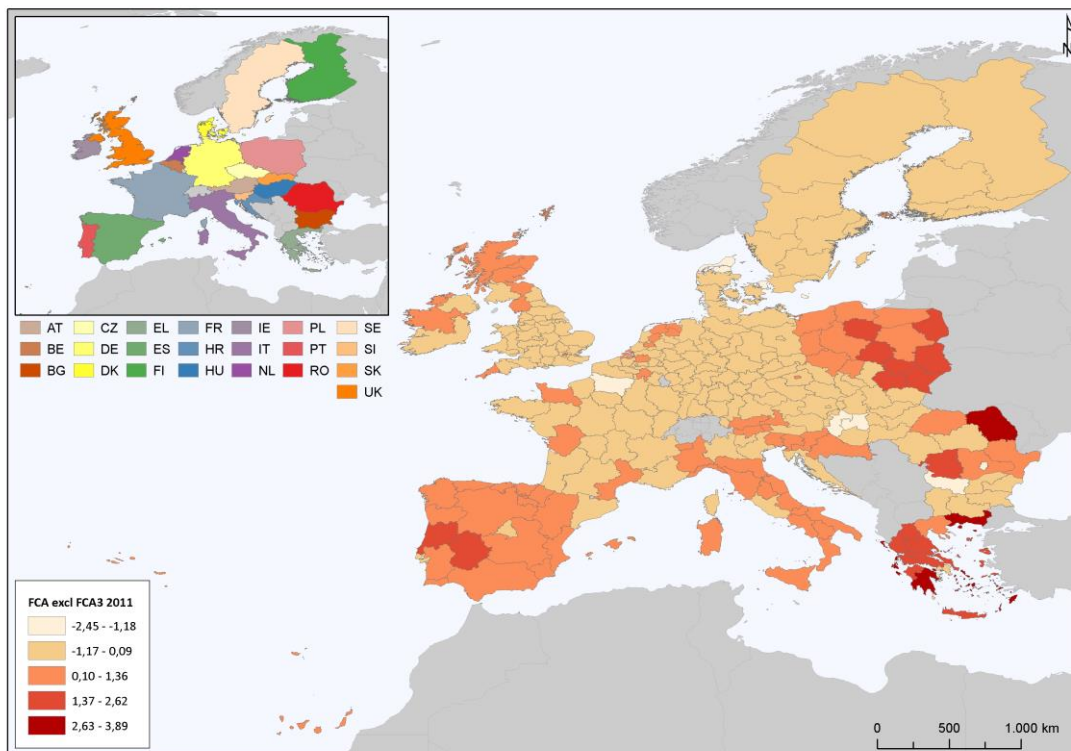 N
AT CZ EL FR IE PL SE
BE DE ES HR IT PT SI
BG DK FI HU NL RO SK
UK
FCA excl FCA3 2011
-2,45 - -1,18
-1,17 - 0,09
0,10 - 1,36
1,37 - 2,62
2,63 - 3,89
0 500 1.000 km